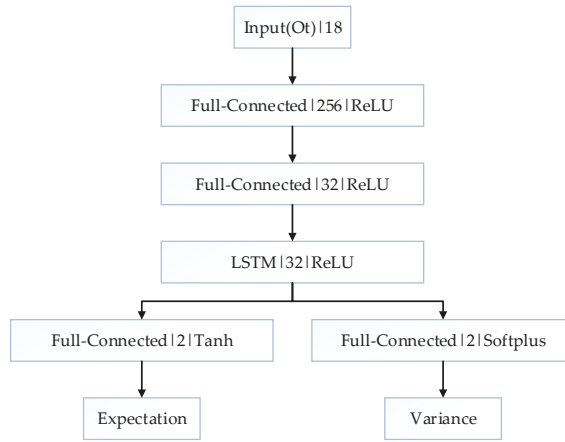 Input(Ot)|18
Full-Connected|256|ReLU
Full-Connected|32|ReLU
LSTM|32|ReLU
Full-Connected|2|Tanh
Full-Connected|2|Softplus
Expectation
Variance